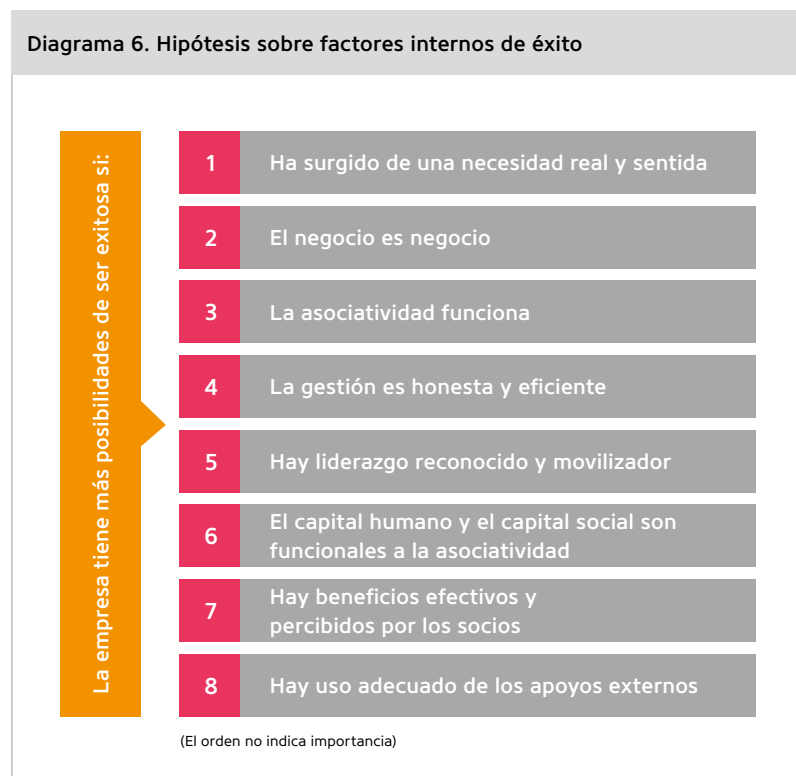 Diagrama 6. Hipótesis sobre factores internos de éxito
La empresa tiene más posibilidades de ser exitosa si:
1 Ha surgido de una necesidad real y sentida
2 El negocio es negocio
3 La asociatividad funciona
4 La gestión es honesta y eficiente
5 Hay liderazgo reconocido y movilizador
6 El capital humano y el capital social son
funcionales a la asociatividad
7 Hay beneficios efectivos y
percibidos por los socios
8 Hay uso adecuado de los apoyos externos
(El orden no indica importancia)